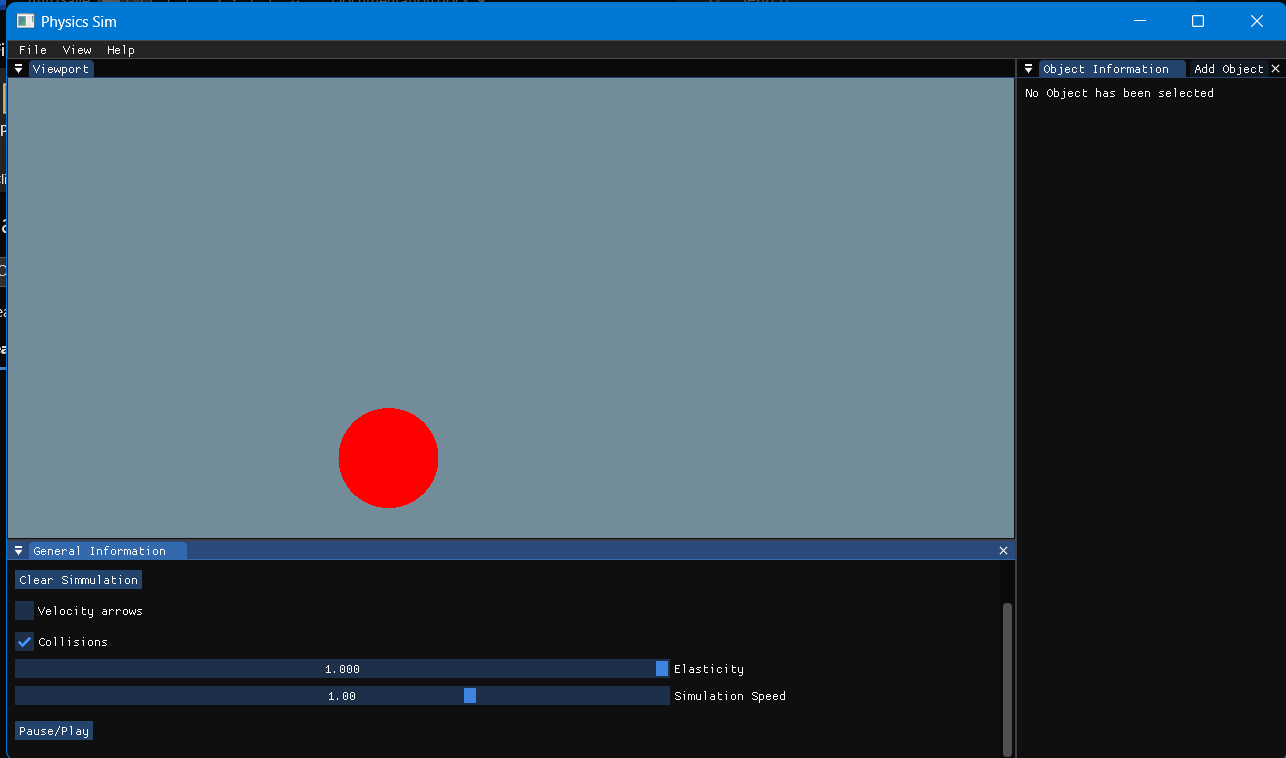 Physics Sim
File View Help
Viewport
Object Information Add Object
No Object has been selected
General Information
Clear Simmulation
Velocity arrows
Collisions
1.000 Elasticity
1.00 Simulation Speed
Pause/Play